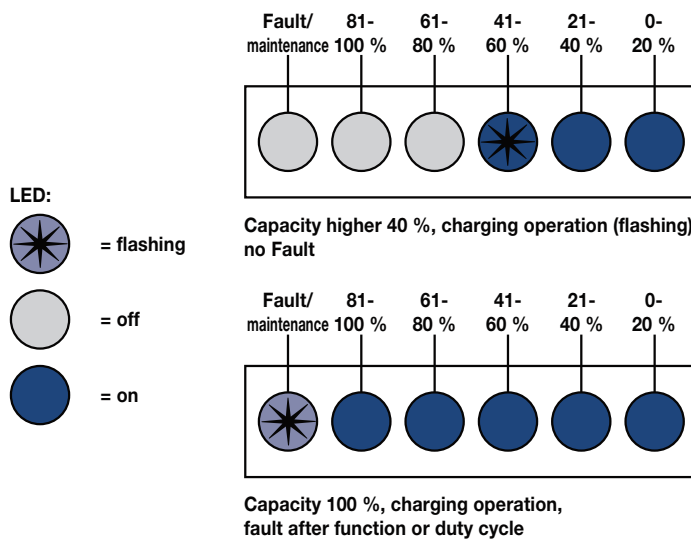 Fault/ 81- 61- 41- 21- 0-
maintenance 100 % 80 % 60 % 40 % 20 %
LED:
= flashing
= off
= on
Capacity higher 40 %, charging operation (flashing)
no Fault
Fault/ 81- 61- 41- 21- 0-
maintenance 100 % 80 % 60 % 40 % 20 %
Capacity 100 %, charging operation,
fault after function or duty cycle